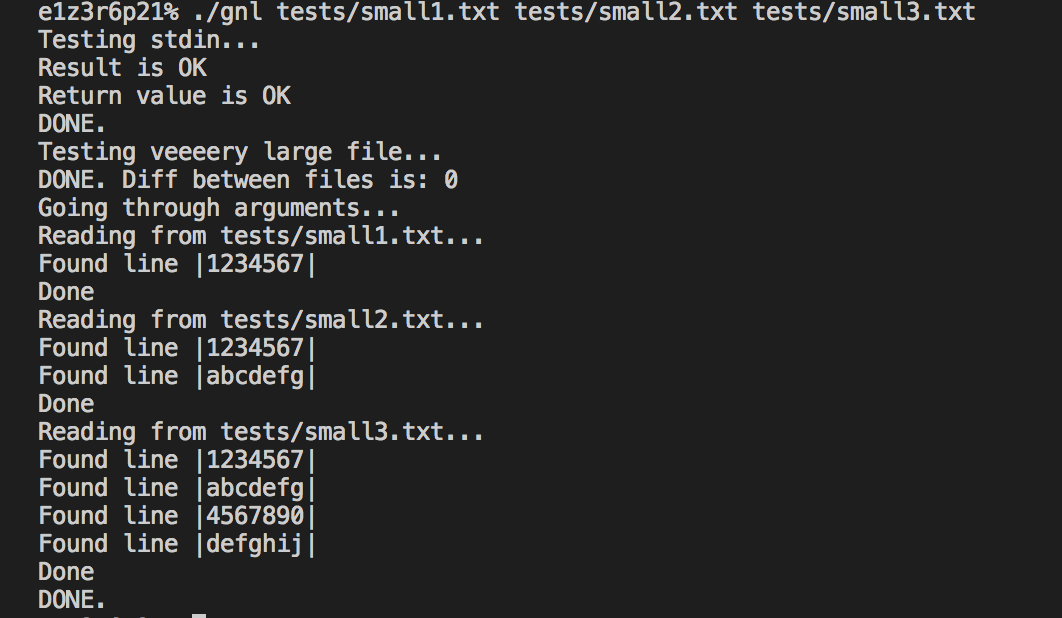 e1z3r6p21% ./gnl tests/small1.txt tests/small2.txt tests/small3.txt
Testing stdin...
Result is OK
Return value is OK
DONE.
Testing veeeery large file...
DONE. Diff between files is: 0
Going through arguments...
Reading from tests/small1.txt...
Found line |1234567|
Done
Reading from tests/small2.txt...
Found line |1234567|
Found line |abcdefg|
Done
Reading from tests/small3.txt...
Found line |1234567|
Found line |abcdefg|
Found line |4567890|
Found line |defghij|
Done
DONE.